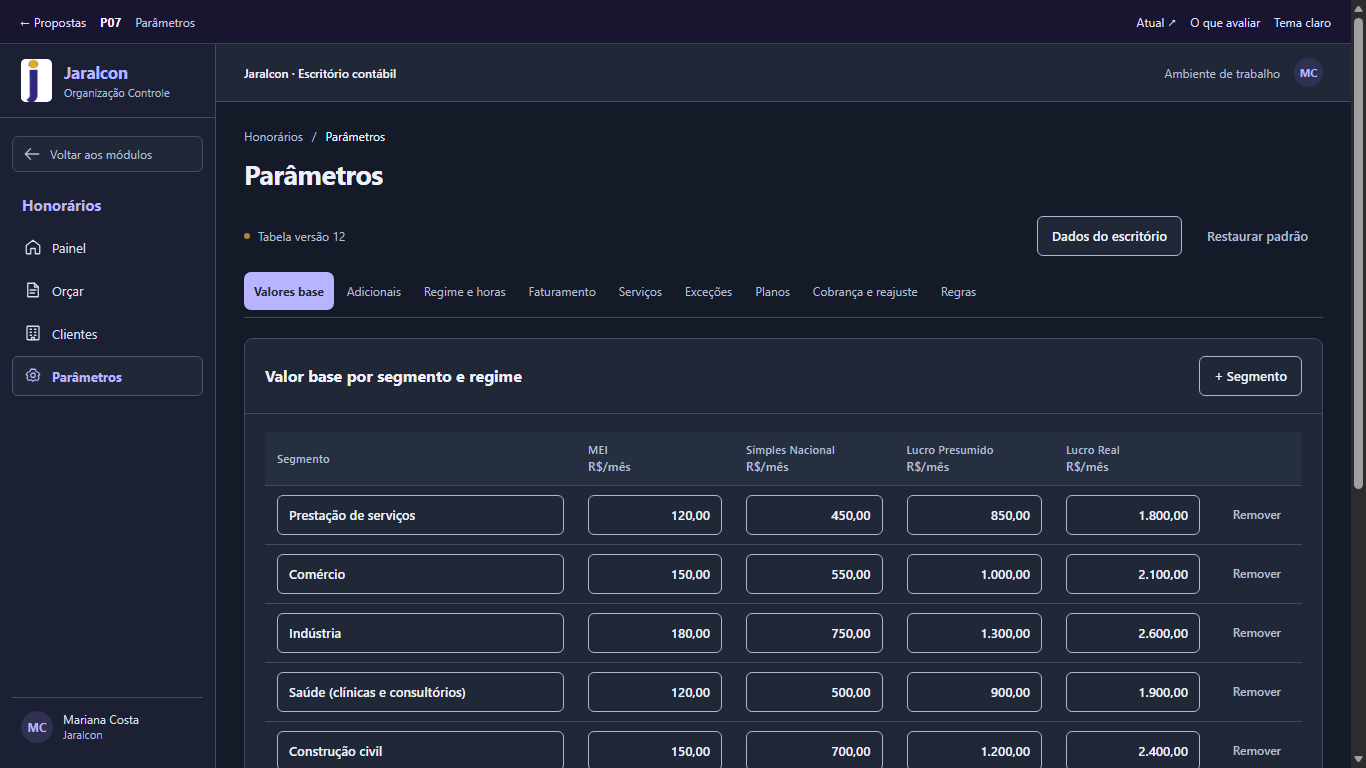 ← Propostas P07 Parâmetros Atual ↗ O que avaliar Tema claro
Jaralcon
Organização Controle
Jaralcon · Escritório contábil
Ambiente de trabalho MC
← Voltar aos módulos
Honorários
Painel
Orçar
Clientes
Parâmetros
MC Mariana Costa
Jaralcon
Honorários / Parâmetros
Parâmetros
Tabela versão 12
Dados do escritório Restaurar padrão
Valores base Adicionais Regime e horas Faturamento Serviços Exceções Planos Cobrança e reajuste Regras
Valor base por segmento e regime
+ Segmento
Segmento MEI R$/mês Simples Nacional R$/mês Lucro Presumido R$/mês Lucro Real R$/mês
Prestação de serviços 120,00 450,00 850,00 1.800,00 Remover
Comércio 150,00 550,00 1.000,00 2.100,00 Remover
Indústria 180,00 750,00 1.300,00 2.600,00 Remover
Saúde (clínicas e consultórios) 120,00 500,00 900,00 1.900,00 Remover
Construção civil 150,00 700,00 1.200,00 2.400,00 Remover